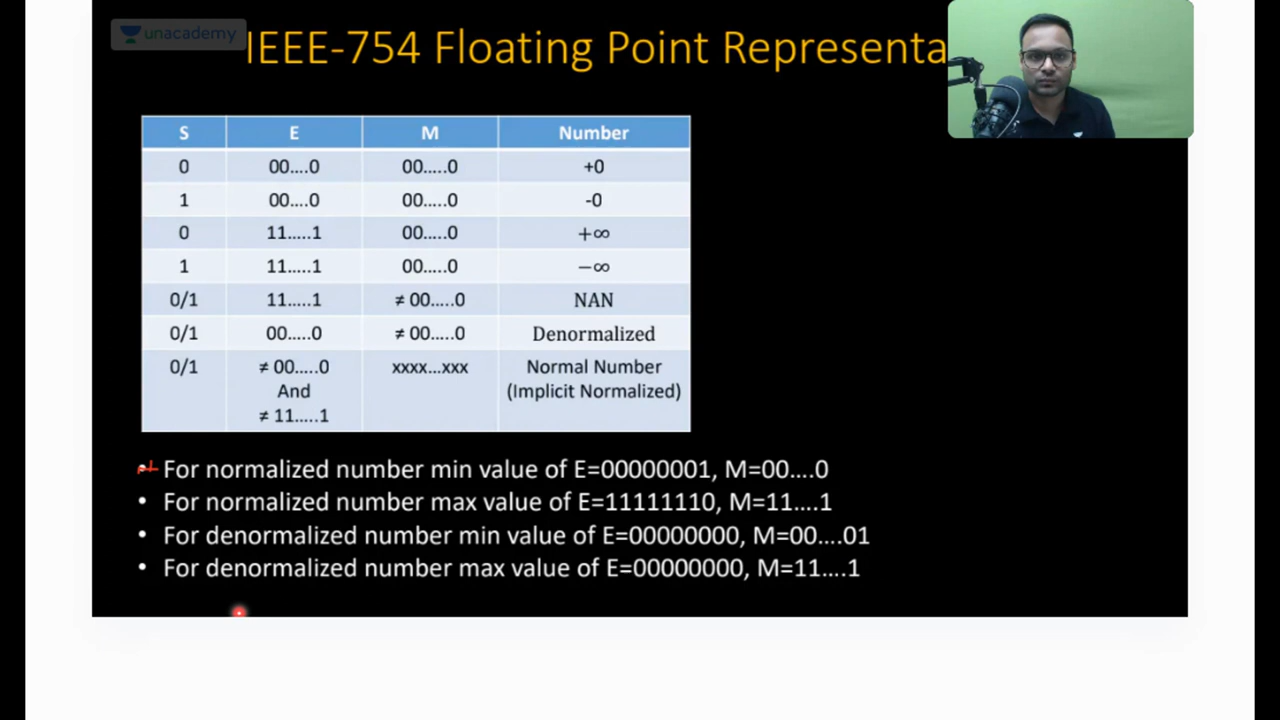 unacademy
IEEE-754 Floating Point Representa
S E M Number
0 00....0 00.....0 +0
1 00....0 00.....0 -0
0 11.....1 00.....0 +∞
1 11.....1 00.....0 −∞
0/1 11.....1 ≠ 00.....0 NAN
0/1 00.....0 ≠ 00.....0 Denormalized
0/1 ≠ 00.....0 xxxx...xxx Normal Number
And (Implicit Normalized)
≠ 11.....1
For normalized number min value of E=00000001, M=00....0
• For normalized number max value of E=11111110, M=11....1
• For denormalized number min value of E=00000000, M=00....01
• For denormalized number max value of E=00000000, M=11....1